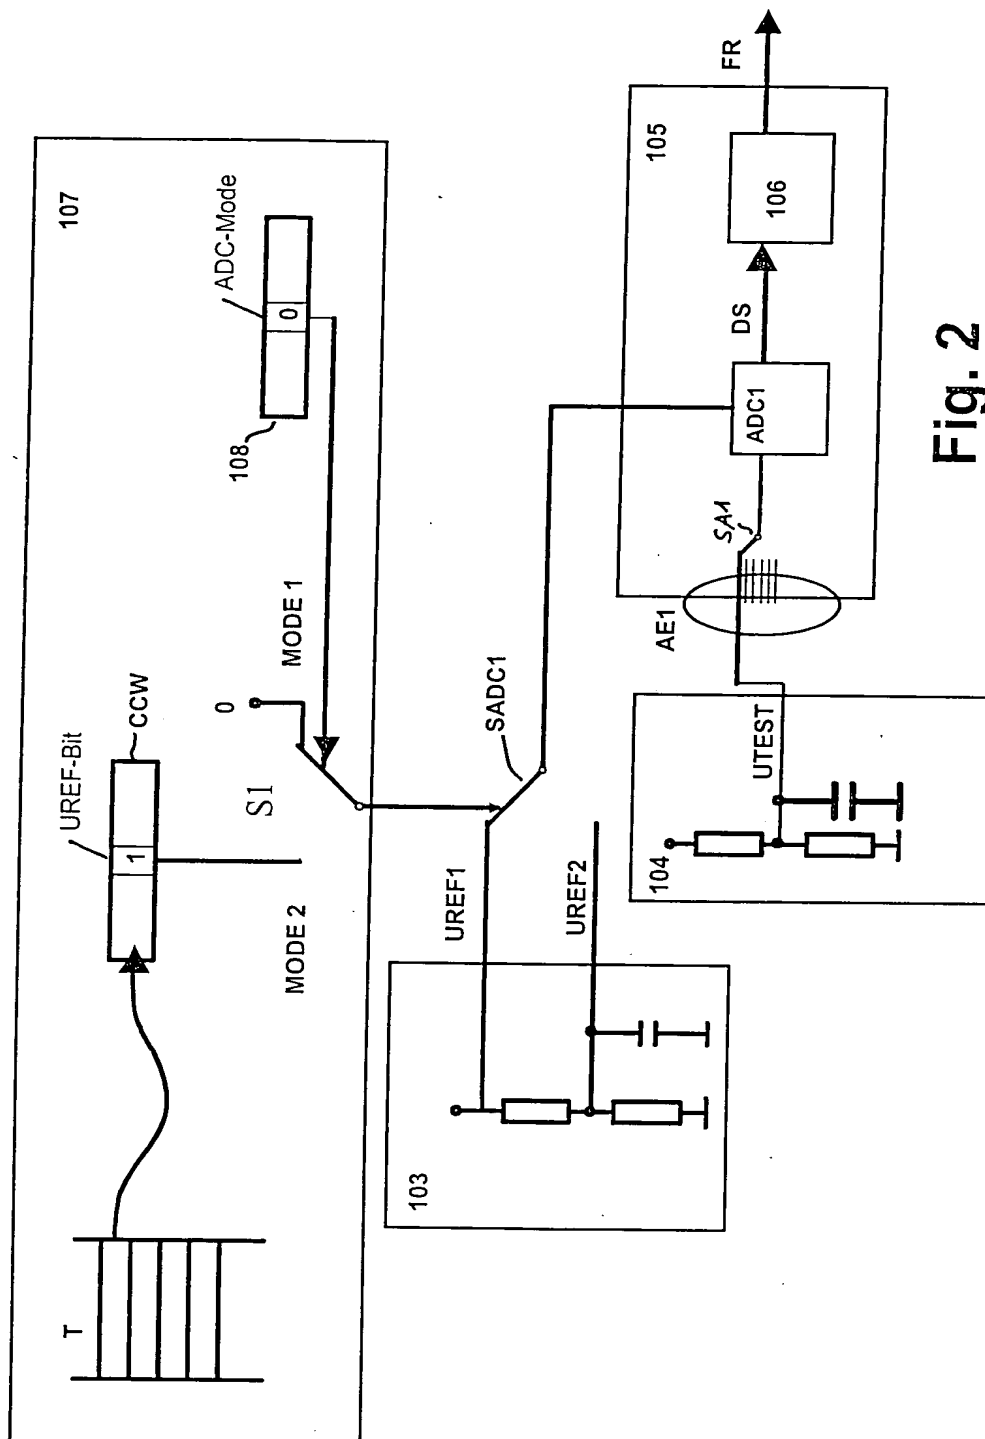 107
T
UREF-Bit
CCW
1
ADC-Mode
0
108
MODE 2
S1
0
MODE 1
103
UREF1
UREF2
SADC1
104
UTEST
AE1
SA1
105
ADC1
DS
106
FR
Fig. 2